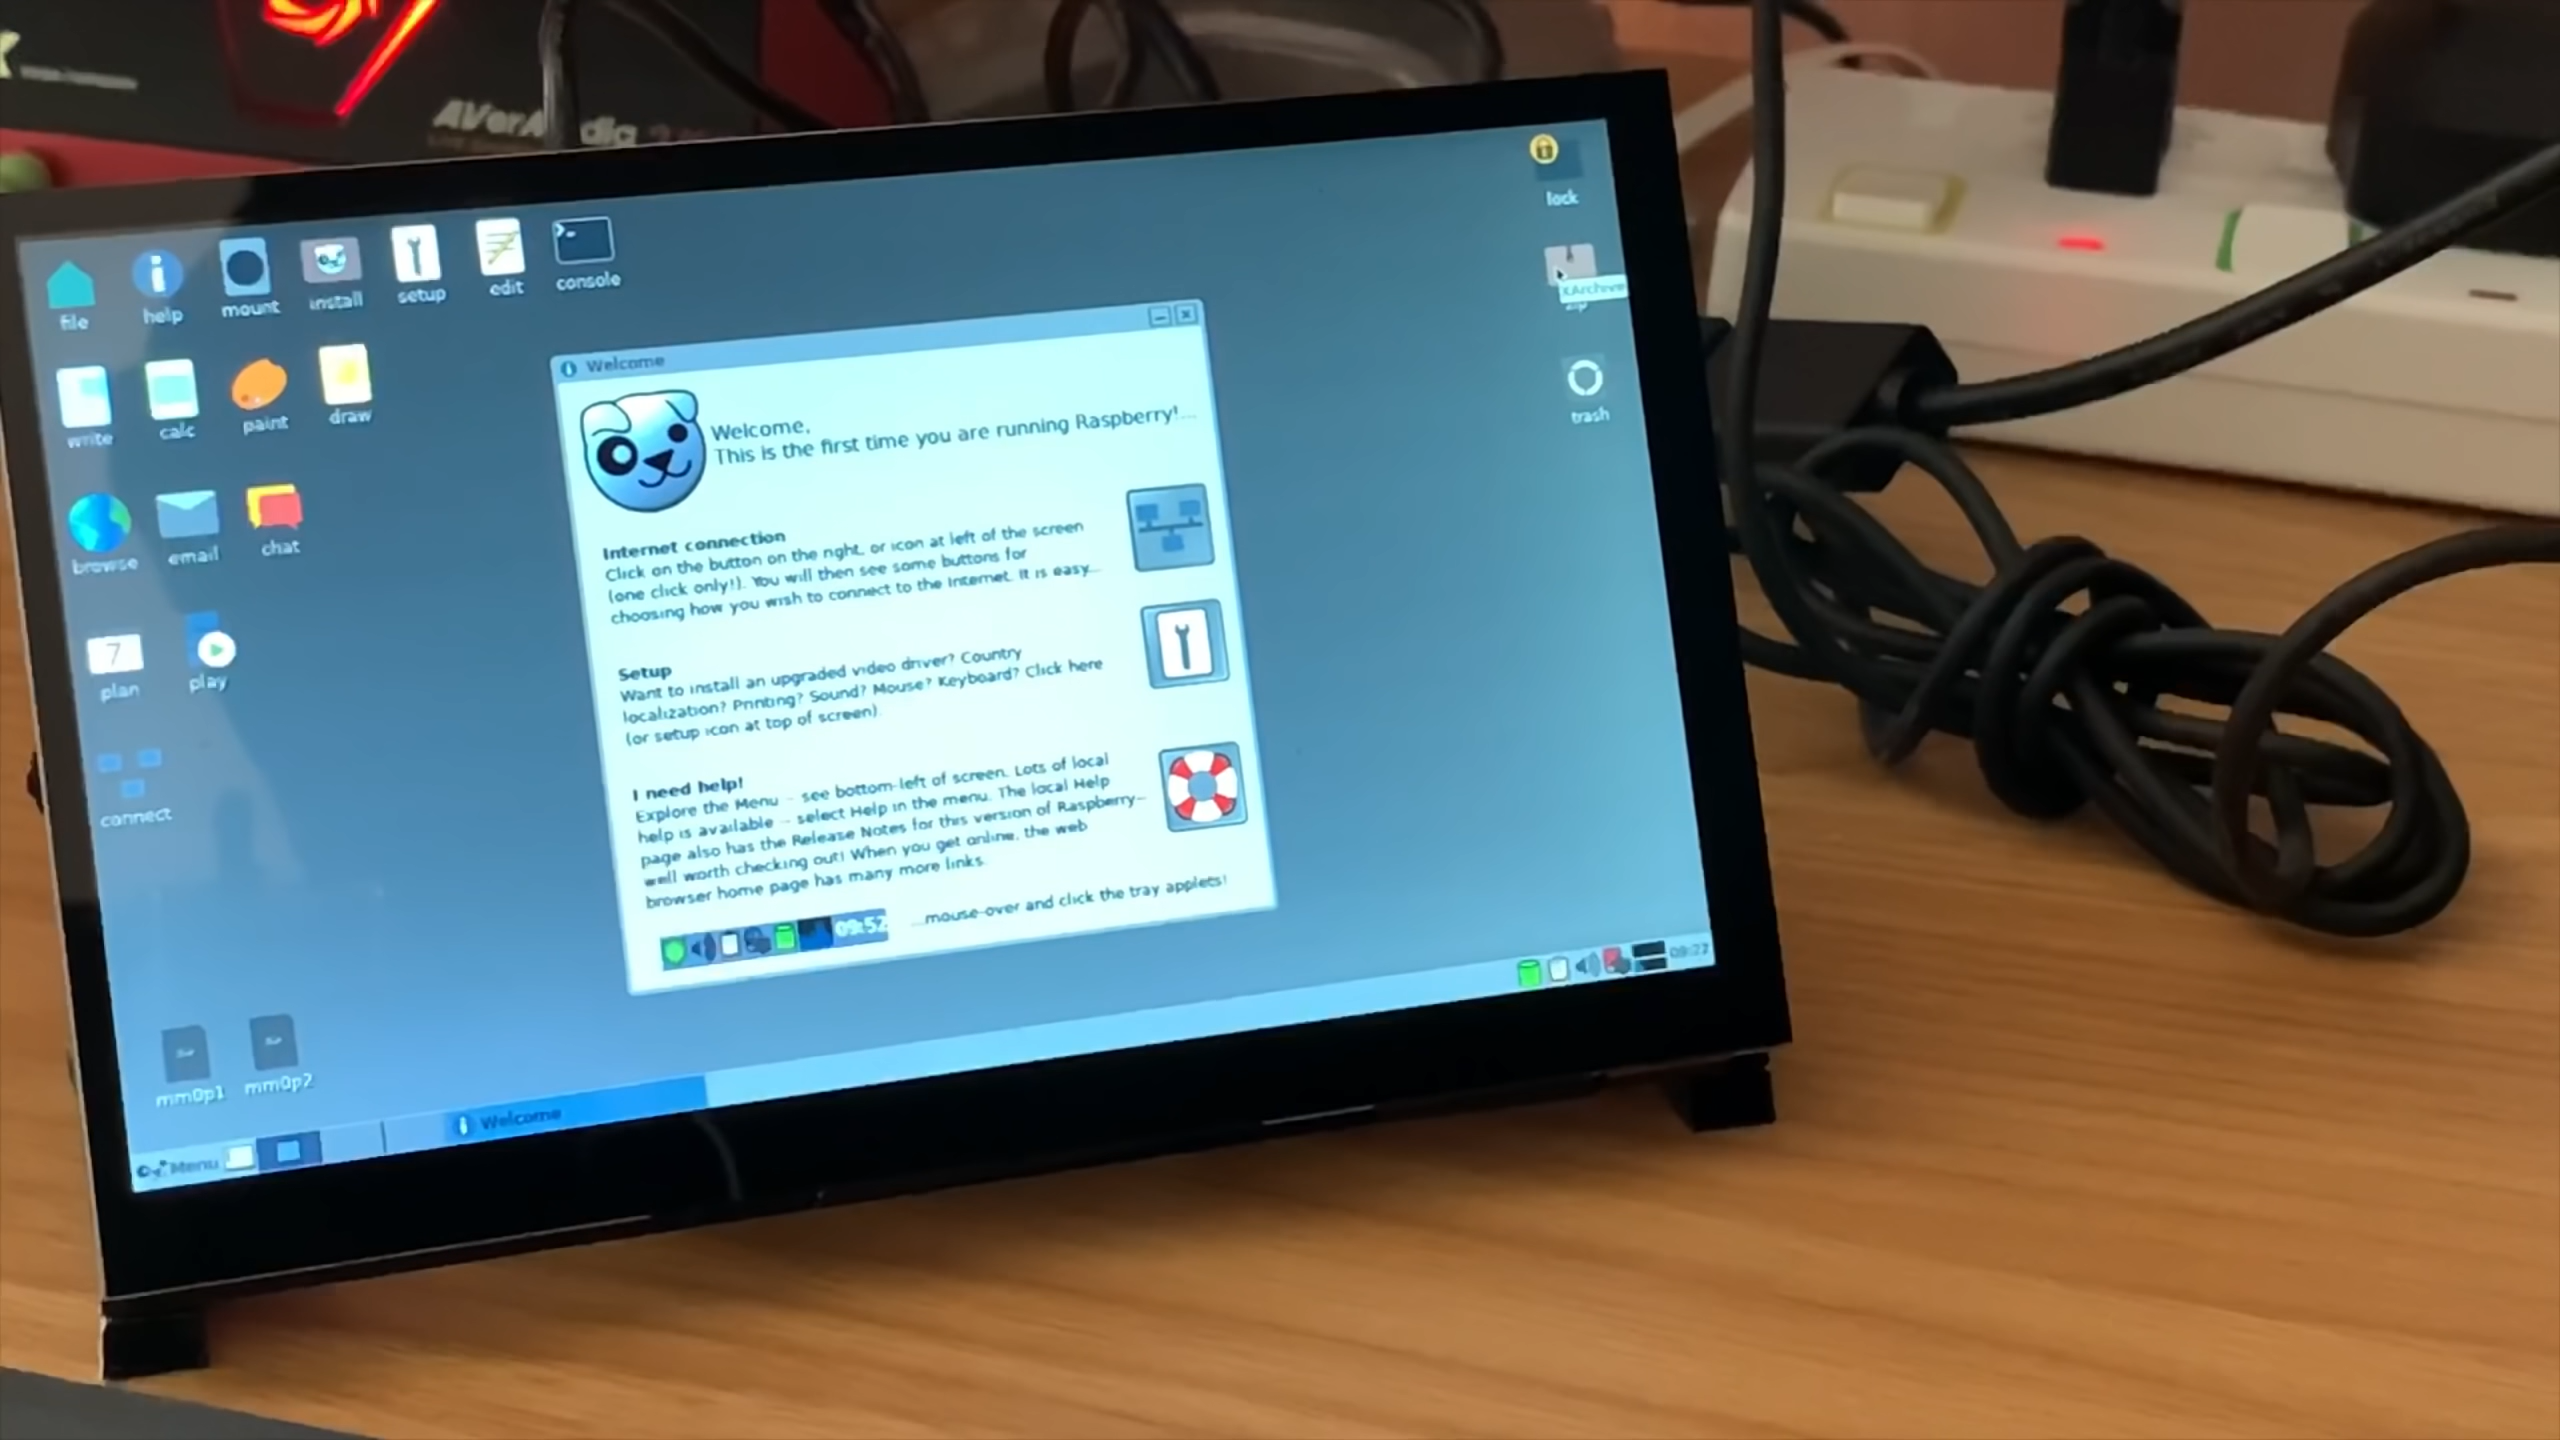 AVerMedia
lock
file
help
mount
install
setup
edit
console
zip
write
calc
paint
draw
trash
browse
email
chat
7
plan
play
connect
mm0p1
mm0p2
Welcome
Welcome,
This is the first time you are running Raspberry!...
Internet connection
Click on the button on the right, or icon at left of the screen
(one click only!). You will then see some buttons for
choosing how you wish to connect to the Internet. It is easy...
Setup
Want to install an upgraded video driver? Country
localization? Printing? Sound? Mouse? Keyboard? Click here
(or setup icon at top of screen).
I need help!
Explore the Menu -- see bottom-left of screen. Lots of local
help is available -- select Help in the menu. The local Help
page also has the Release Notes for this version of Raspberry--
well worth checking out! When you get online, the web
browser home page has many more links.
09:52
...mouse-over and click the tray applets!
Menu
Welcome
09:27